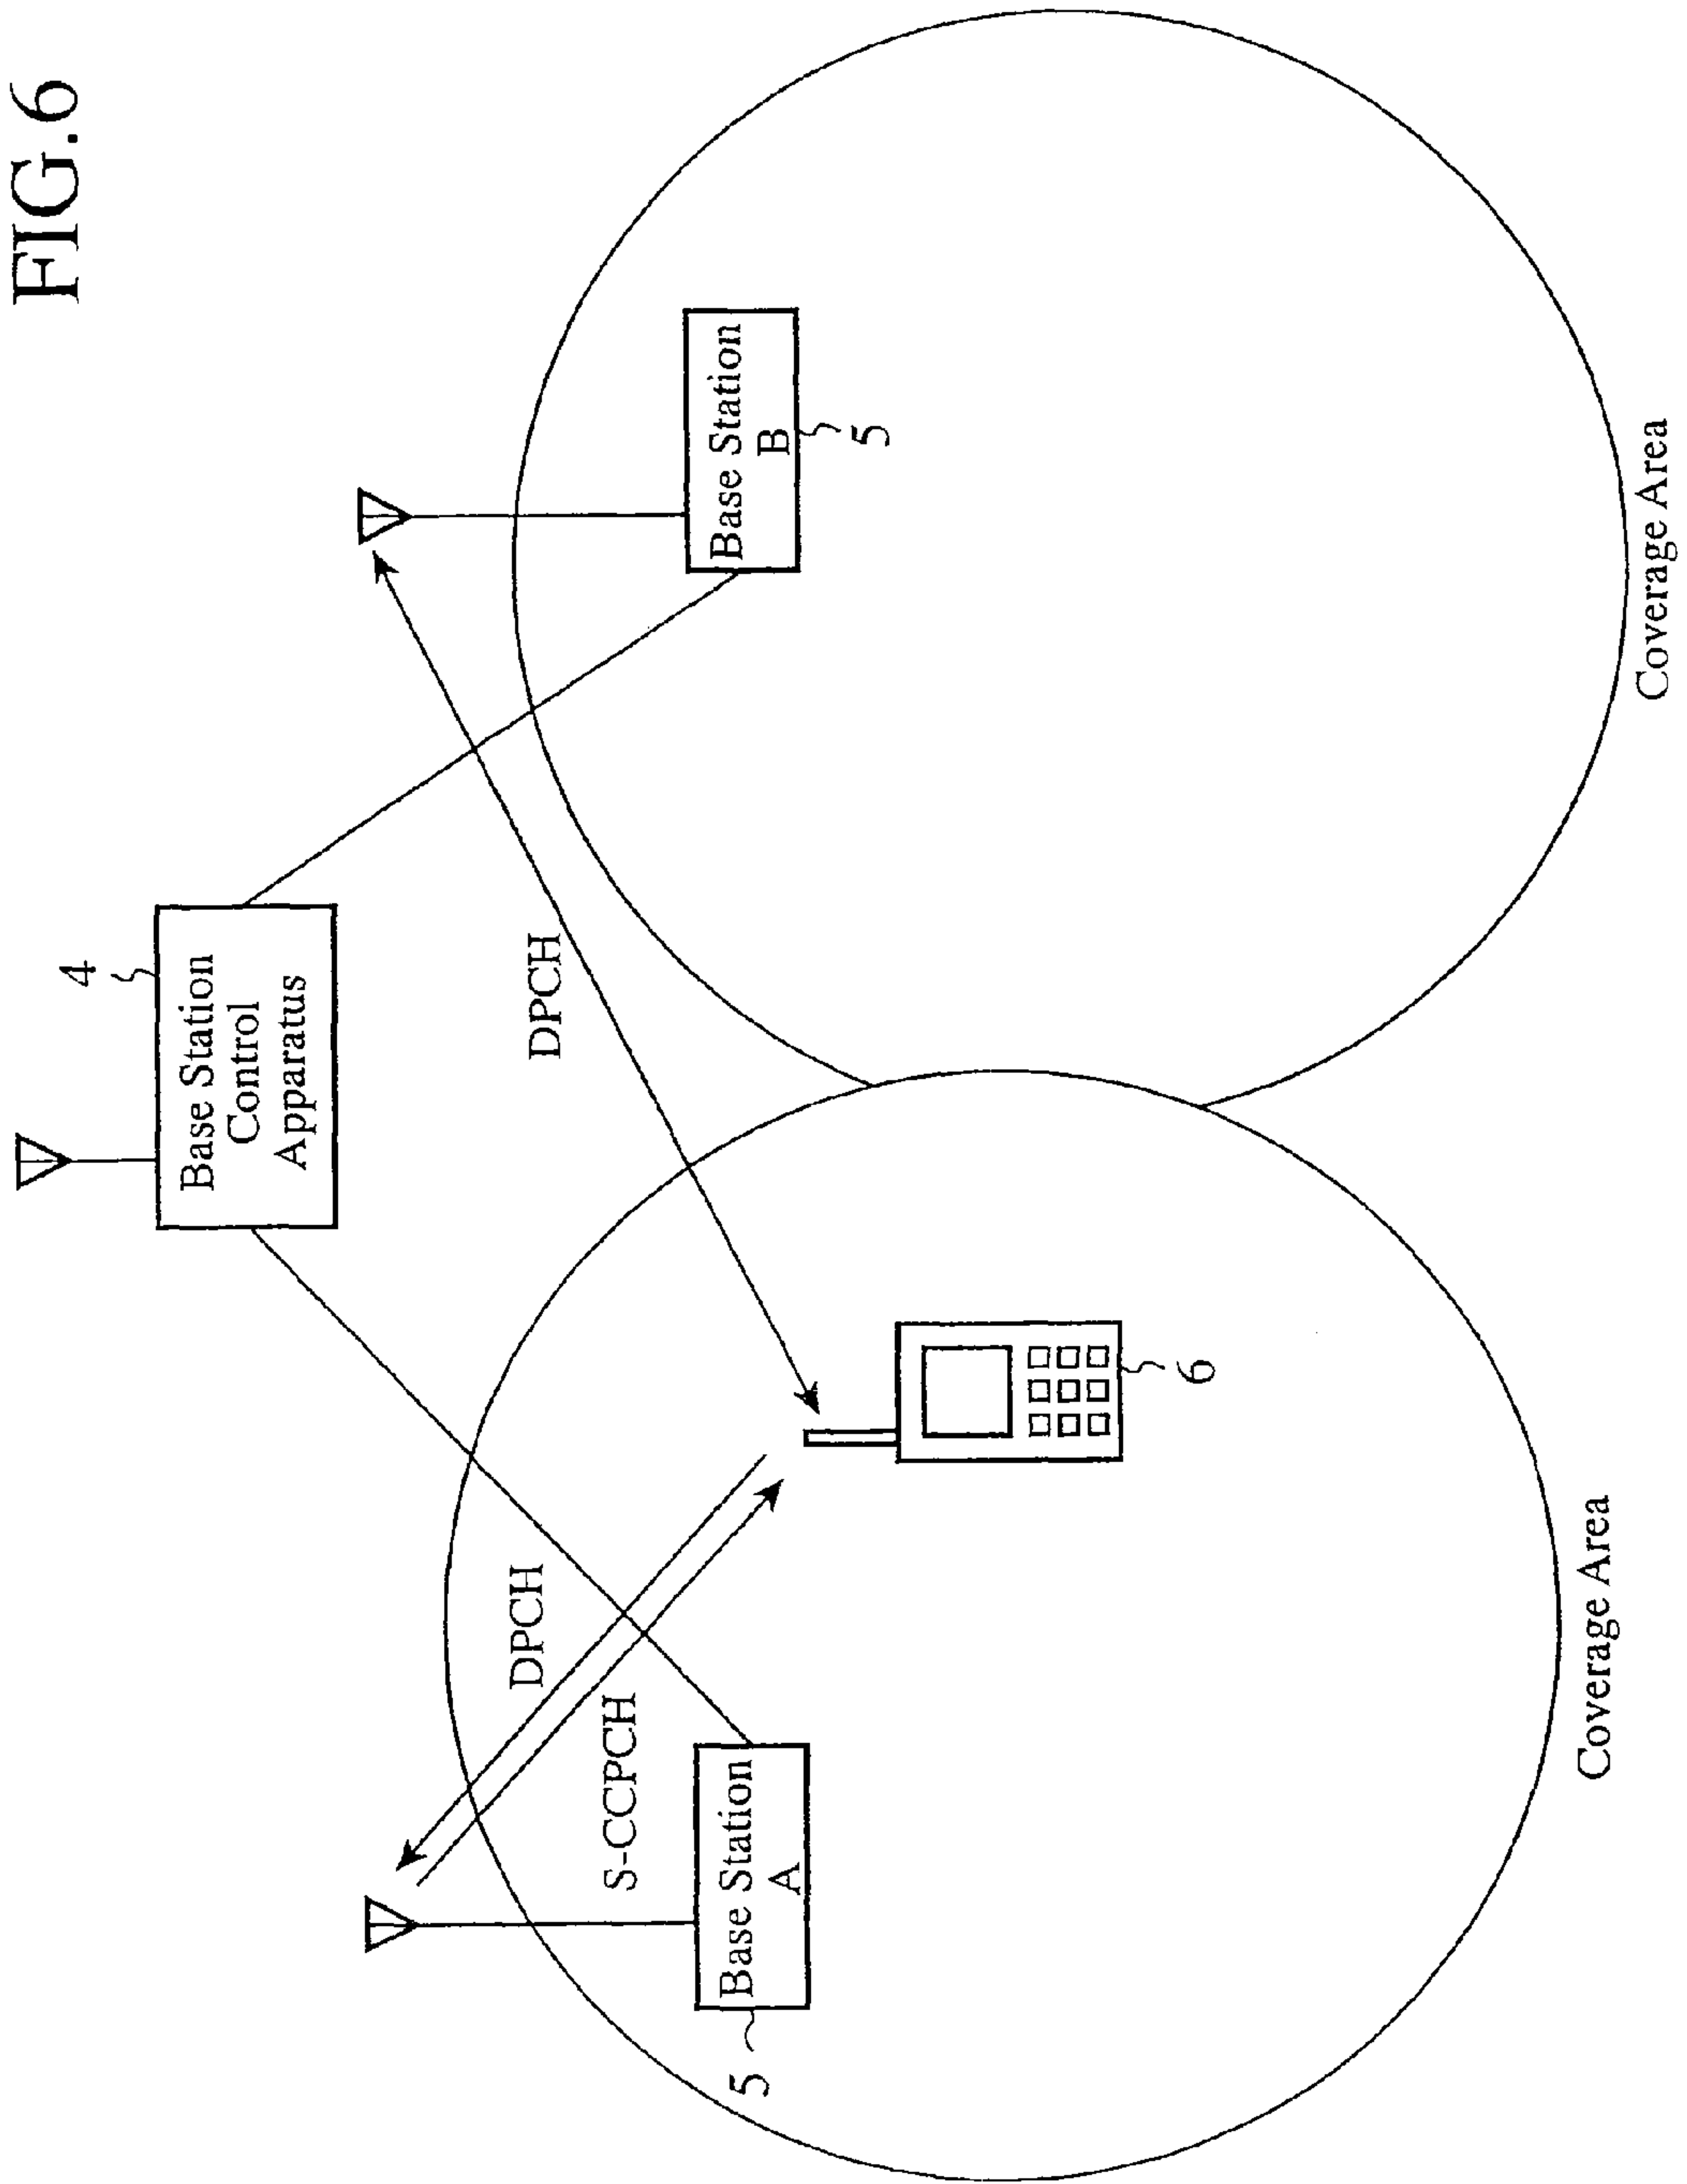 FIG.6
4
Base Station
Control
Apparatus
DPCH
DPCH
S-CCPCH
Base Station
A
5
Base Station
B
5
6
Coverage Area
Coverage Area